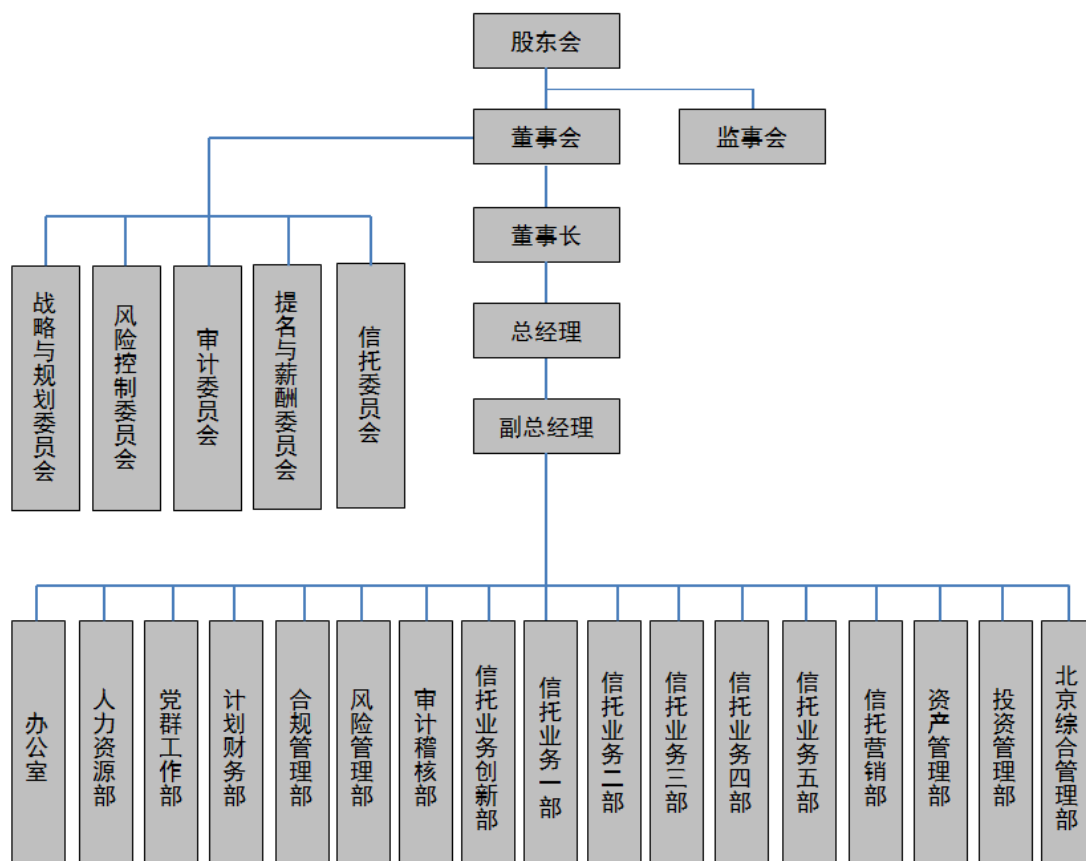 股东会
董事会
监事会
董事长
总经理
副总经理
战略与规划委员会
风险控制委员会
审计委员会
提名与薪酬委员会
信托委员会
办公室
人力资源部
党群工作部
计划财务部
合规管理部
风险管理部
审计稽核部
信托业务创新部
信托业务一部
信托业务二部
信托业务三部
信托业务四部
信托业务五部
信托营销部
资产管理部
投资管理部
北京综合管理部